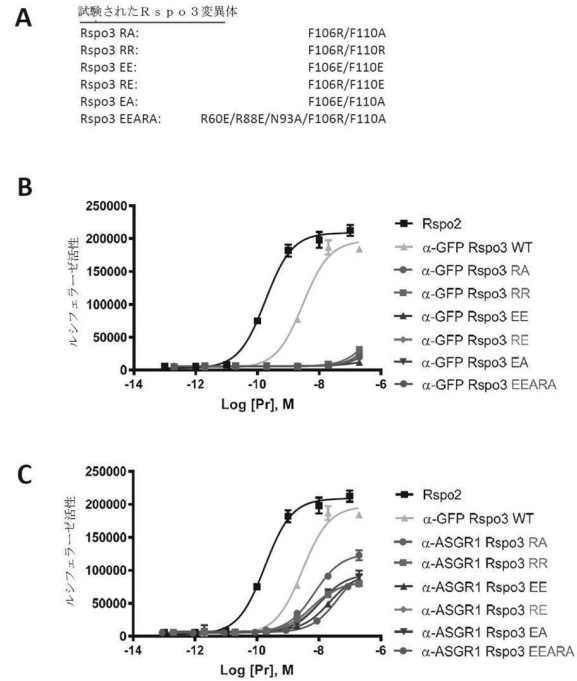 A
試験されたＲｓｐｏ３変異体
Rspo3 RA: F106R/F110A
Rspo3 RR: F106R/F110R
Rspo3 EE: F106E/F110E
Rspo3 RE: F106R/F110E
Rspo3 EA: F106E/F110A
Rspo3 EEARA: R60E/R88E/N93A/F106R/F110A
B
ルシフェラーゼ活性
250000
200000
150000
100000
50000
0
-14 -12 -10 -8 -6
Log [Pr], M
Rspo2
α-GFP Rspo3 WT
α-GFP Rspo3 RA
α-GFP Rspo3 RR
α-GFP Rspo3 EE
α-GFP Rspo3 RE
α-GFP Rspo3 EA
α-GFP Rspo3 EEARA
C
ルシフェラーゼ活性
250000
200000
150000
100000
50000
0
-14 -12 -10 -8 -6
Log [Pr], M
Rspo2
α-GFP Rspo3 WT
α-ASGR1 Rspo3 RA
α-ASGR1 Rspo3 RR
α-ASGR1 Rspo3 EE
α-ASGR1 Rspo3 RE
α-ASGR1 Rspo3 EA
α-ASGR1 Rspo3 EEARA